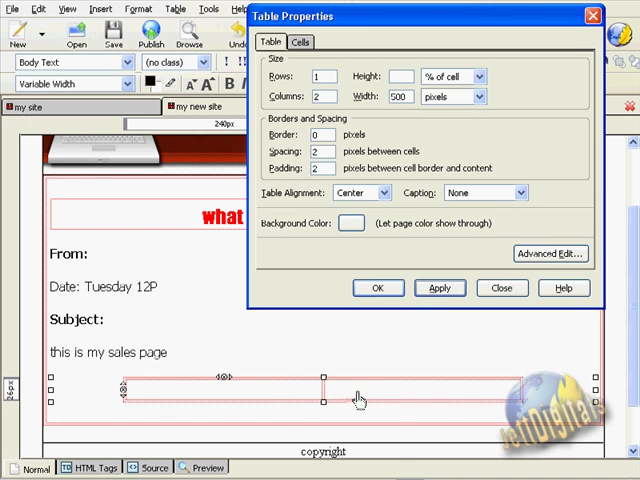 File Edit View Insert Format Table Tools
Table Properties
New Open Save Publish Browse Undo
Table Cells
Body Text (no class)
Size
Rows: 1 Height: % of cell
Variable Width A A B I
Columns: 2 Width: 500 pixels
my site my new site
Borders and Spacing
240px
Border: 0 pixels
Spacing: 2 pixels between cells
Padding: 2 pixels between cell border and content
Table Alignment: Center Caption: None
what
Background Color: (Let page color show through)
From:
Advanced Edit...
Date: Tuesday 12P
OK Apply Close Help
Subject:
this is my sales page
26px
JeffDigitals
copyright
Normal TD HTML Tags Source Preview